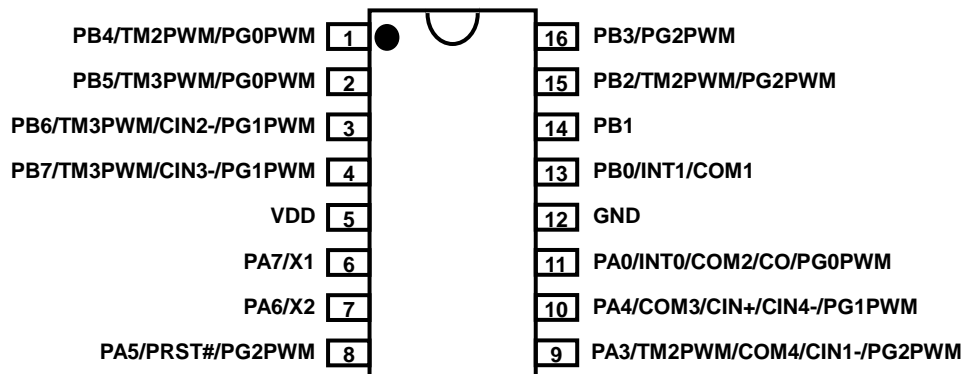 PB4/TM2PWM/PG0PWM 1 16 PB3/PG2PWM
PB5/TM3PWM/PG0PWM 2 15 PB2/TM2PWM/PG2PWM
PB6/TM3PWM/CIN2-/PG1PWM 3 14 PB1
PB7/TM3PWM/CIN3-/PG1PWM 4 13 PB0/INT1/COM1
VDD 5 12 GND
PA7/X1 6 11 PA0/INT0/COM2/CO/PG0PWM
PA6/X2 7 10 PA4/COM3/CIN+/CIN4-/PG1PWM
PA5/PRST#/PG2PWM 8 9 PA3/TM2PWM/COM4/CIN1-/PG2PWM